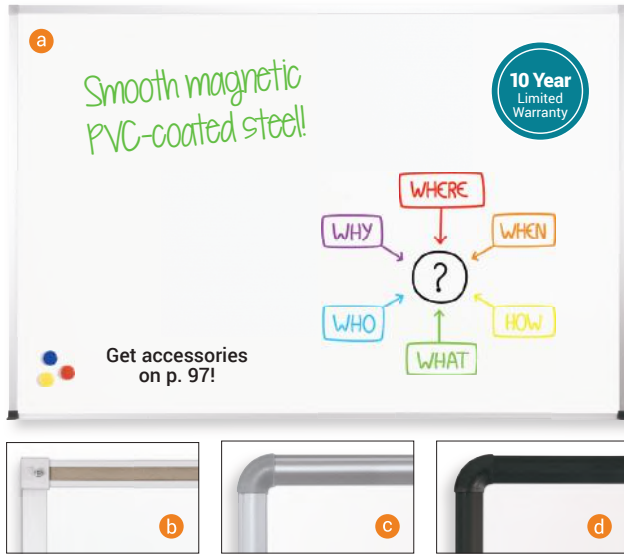 a
Smooth magnetic
PVC-coated steel!
10 Year
Limited
Warranty
WHERE
WHY
WHEN
?
WHO
HOW
WHAT
Get accessories
on p. 97!
b
c
d